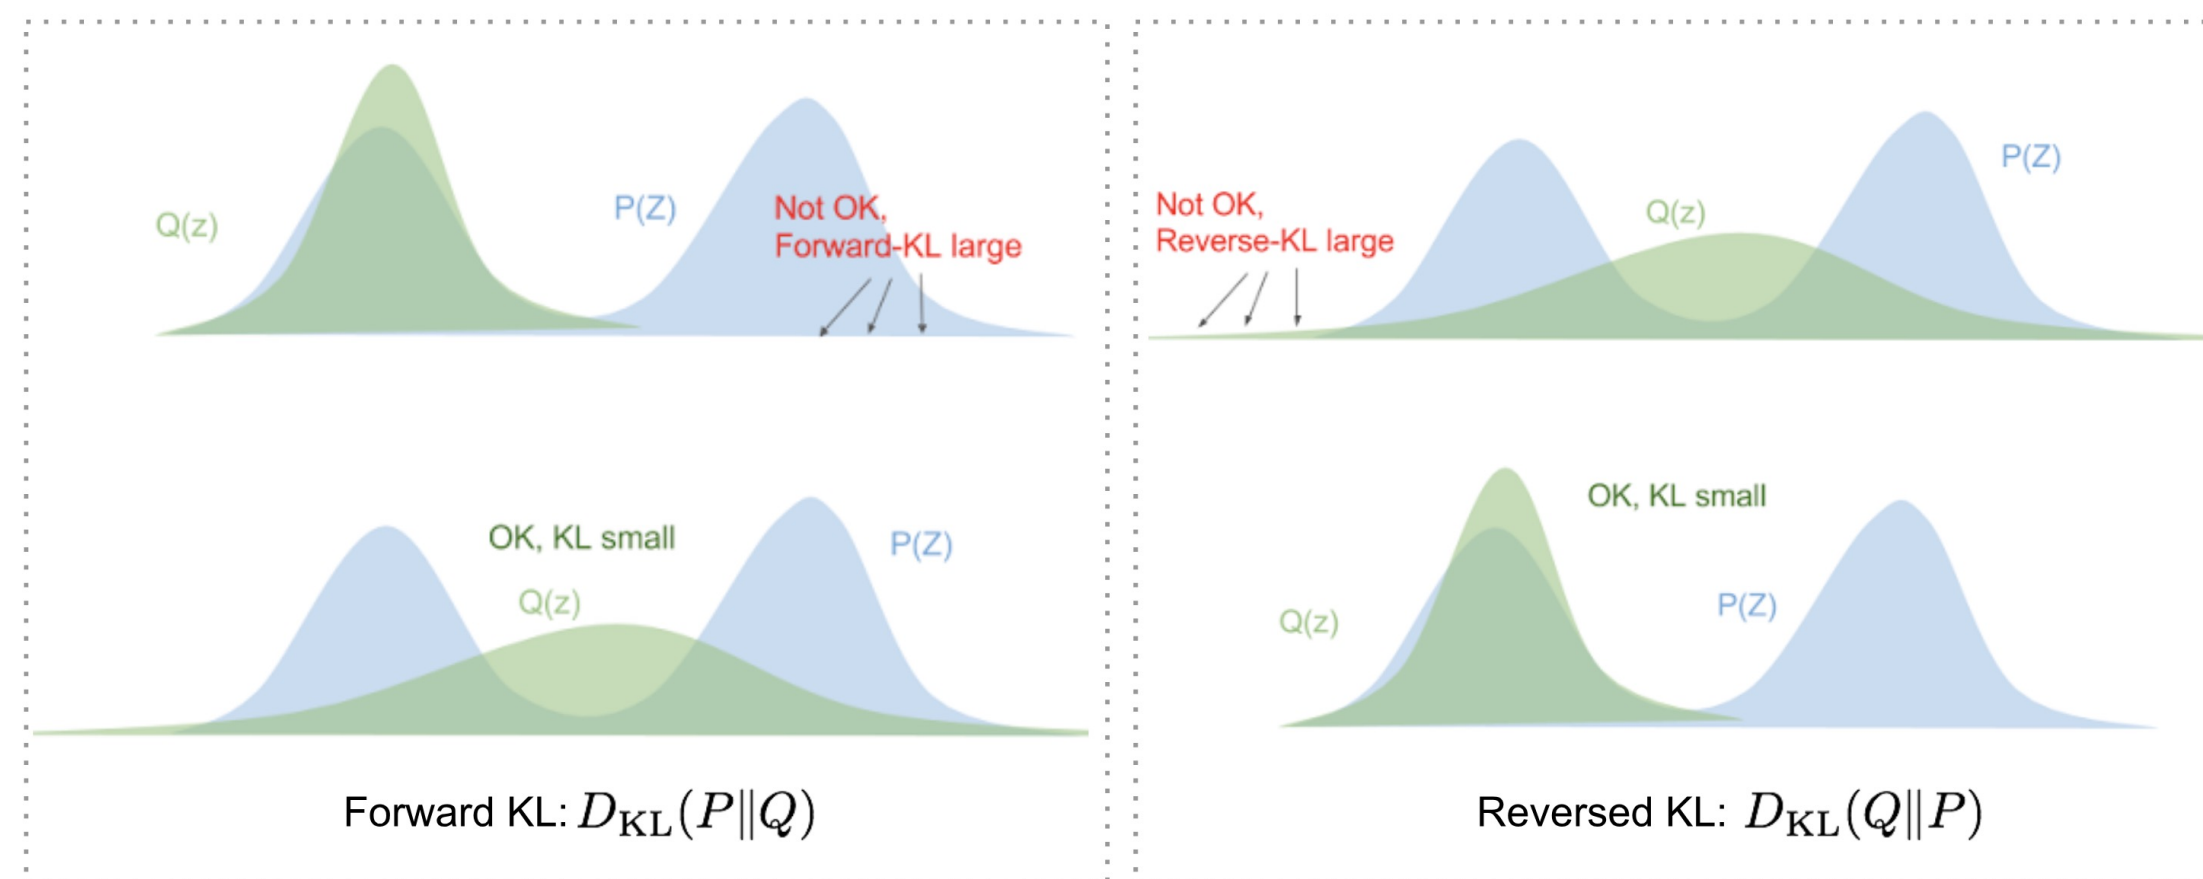 Q(z)
P(Z)
Not OK,
Forward-KL large
OK, KL small
P(Z)
Q(z)
Forward KL: D_KL(P‖Q)
P(Z)
Not OK,
Reverse-KL large
Q(z)
OK, KL small
P(Z)
Q(z)
Reversed KL: D_KL(Q‖P)